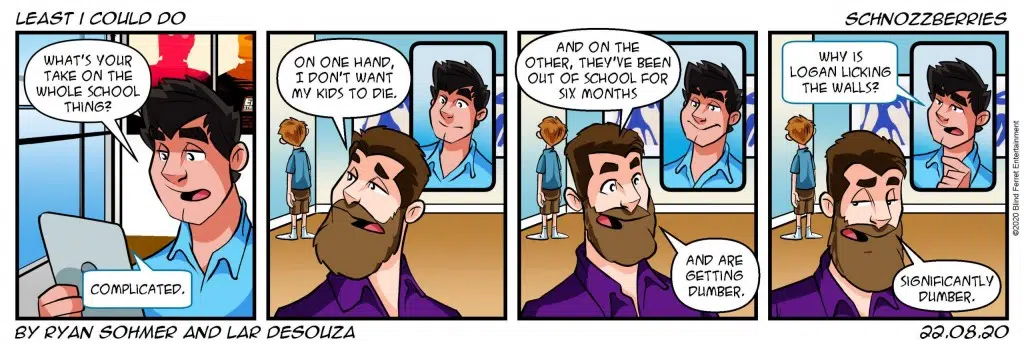 LEAST I COULD DO
SCHNOZZBERRIES
WHAT'S YOUR
TAKE ON THE
WHOLE SCHOOL
THING?
COMPLICATED.
ON ONE HAND,
I DON'T WANT
MY KIDS TO DIE.
AND ON THE
OTHER, THEY'VE BEEN
OUT OF SCHOOL FOR
SIX MONTHS
AND ARE
GETTING
DUMBER.
WHY IS
LOGAN LICKING
THE WALLS?
SIGNIFICANTLY
DUMBER.
©2020 Blind Ferret Entertainment
BY RYAN SOHMER AND LAR DESOUZA
22.08.20